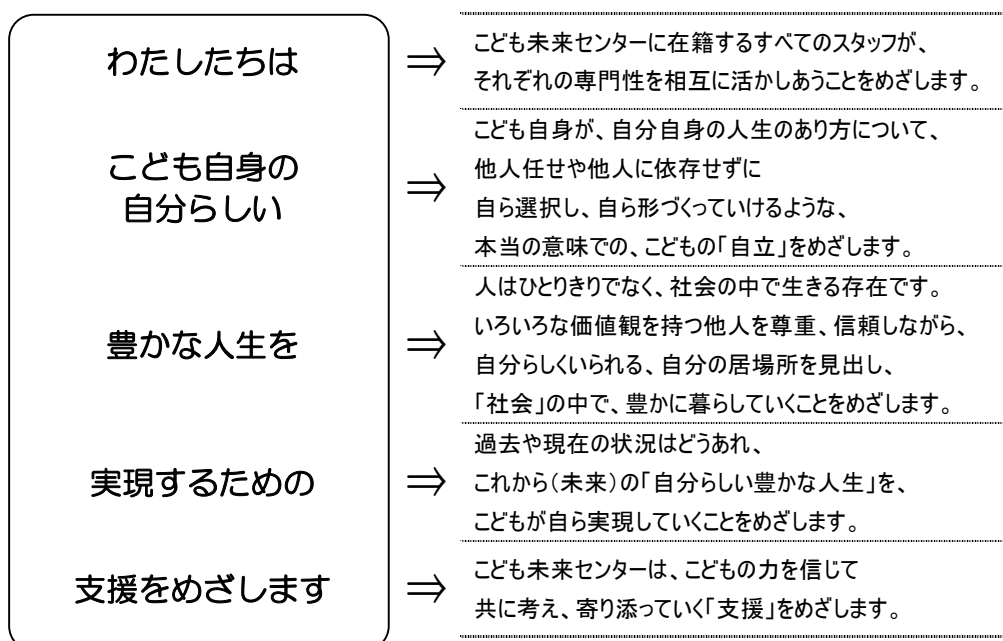 わたしたちは
⇒
こども未来センターに在籍するすべてのスタッフが、
それぞれの専門性を相互に活かしあうことをめざします。
こども自身の
自分らしい
⇒
こども自身が、自分自身の人生のあり方について、
他人任せや他人に依存せずに
自ら選択し、自ら形づくっていけるような、
本当の意味での、こどもの「自立」をめざします。
豊かな人生を
⇒
人はひとりきりでなく、社会の中で生きる存在です。
いろいろな価値観を持つ他人を尊重、信頼しながら、
自分らしくいられる、自分の居場所を見出し、
「社会」の中で、豊かに暮らしていくことをめざします。
実現するための
⇒
過去や現在の状況はどうあれ、
これから(未来)の「自分らしい豊かな人生」を、
こどもが自ら実現していくことをめざします。
支援をめざします
⇒
こども未来センターは、こどもの力を信じて
共に考え、寄り添っていく「支援」をめざします。